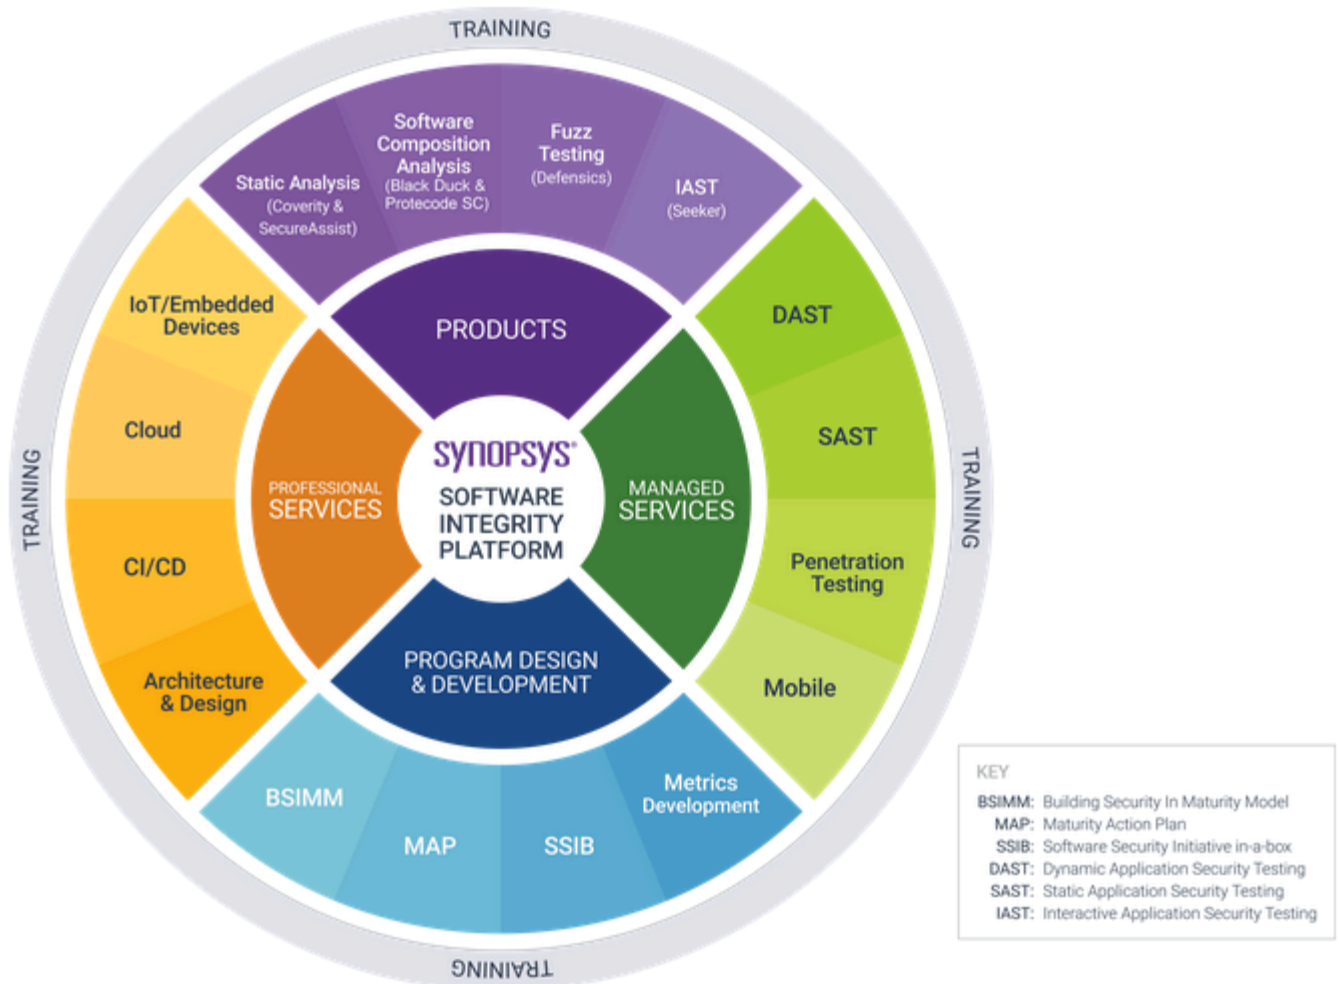 TRAINING
Software
Composition
Analysis
(Black Duck &
Protecode SC)
Fuzz
Testing
(Defensics)
Static Analysis
(Coverity &
SecureAssist)
IAST
(Seeker)
IoT/Embedded
Devices
Cloud
CI/CD
Architecture
& Design
PRODUCTS
PROFESSIONAL
SERVICES
SYNOPSYS®
SOFTWARE
INTEGRITY
PLATFORM
MANAGED
SERVICES
PROGRAM DESIGN
& DEVELOPMENT
DAST
SAST
Penetration
Testing
Mobile
BSIMM
MAP
SSIB
Metrics
Development
TRAINING
TRAINING
TRAINING
KEY
BSIMM: Building Security In Maturity Model
MAP: Maturity Action Plan
SSIB: Software Security Initiative in-a-box
DAST: Dynamic Application Security Testing
SAST: Static Application Security Testing
IAST: Interactive Application Security Testing